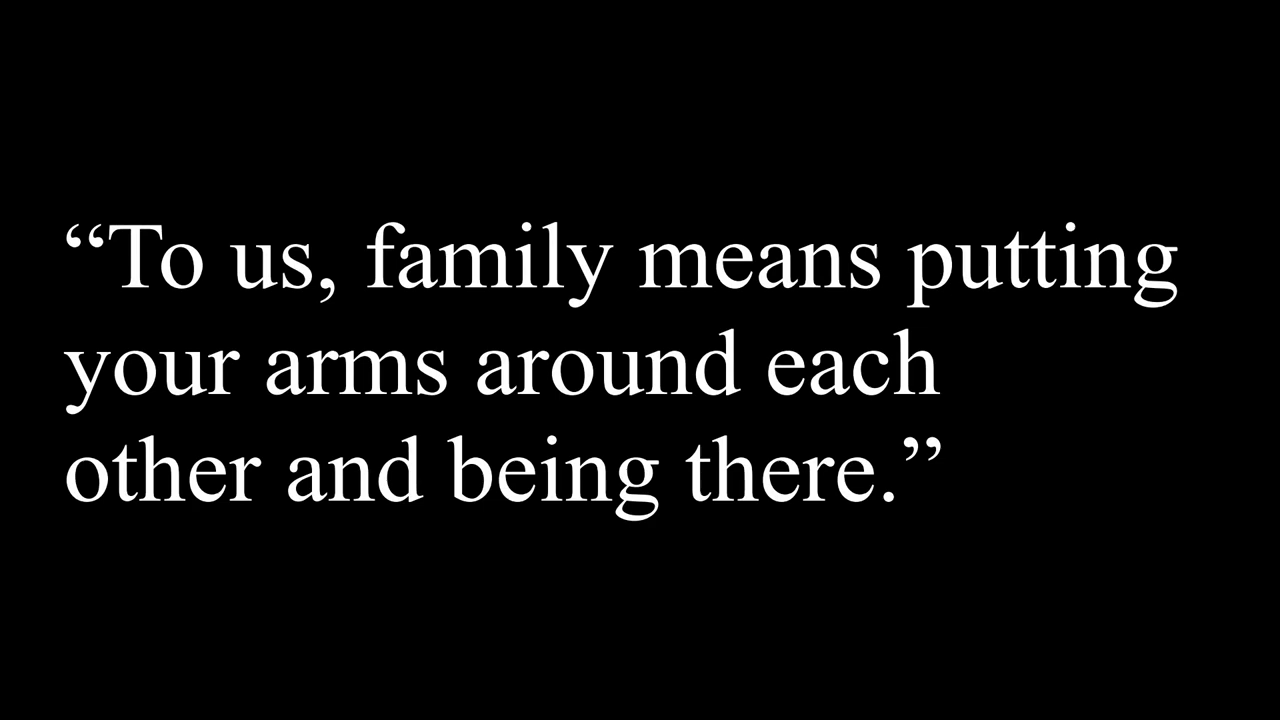 “To us, family means putting
your arms around each
other and being there.”